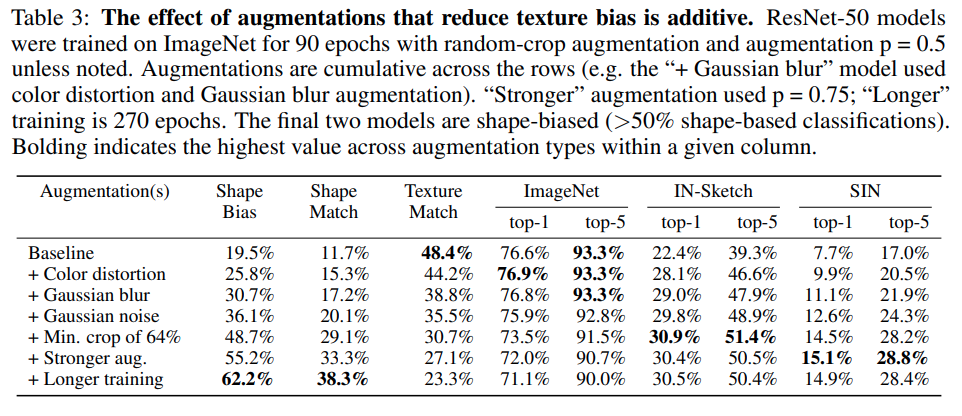 Table 3: The effect of augmentations that reduce texture bias is additive. ResNet-50 models
were trained on ImageNet for 90 epochs with random-crop augmentation and augmentation p = 0.5
unless noted. Augmentations are cumulative across the rows (e.g. the “+ Gaussian blur” model used
color distortion and Gaussian blur augmentation). “Stronger” augmentation used p = 0.75; “Longer”
training is 270 epochs. The final two models are shape-biased (>50% shape-based classifications).
Bolding indicates the highest value across augmentation types within a given column.
Augmentation(s) Shape Shape Texture ImageNet IN-Sketch SIN
Bias Match Match top-1 top-5 top-1 top-5 top-1 top-5
Baseline 19.5% 11.7% 48.4% 76.6% 93.3% 22.4% 39.3% 7.7% 17.0%
+ Color distortion 25.8% 15.3% 44.2% 76.9% 93.3% 28.1% 46.6% 9.9% 20.5%
+ Gaussian blur 30.7% 17.2% 38.8% 76.8% 93.3% 29.0% 47.9% 11.1% 21.9%
+ Gaussian noise 36.1% 20.1% 35.5% 75.9% 92.8% 29.8% 48.9% 12.6% 24.3%
+ Min. crop of 64% 48.7% 29.1% 30.7% 73.5% 91.5% 30.9% 51.4% 14.5% 28.2%
+ Stronger aug. 55.2% 33.3% 27.1% 72.0% 90.7% 30.4% 50.5% 15.1% 28.8%
+ Longer training 62.2% 38.3% 23.3% 71.1% 90.0% 30.5% 50.4% 14.9% 28.4%